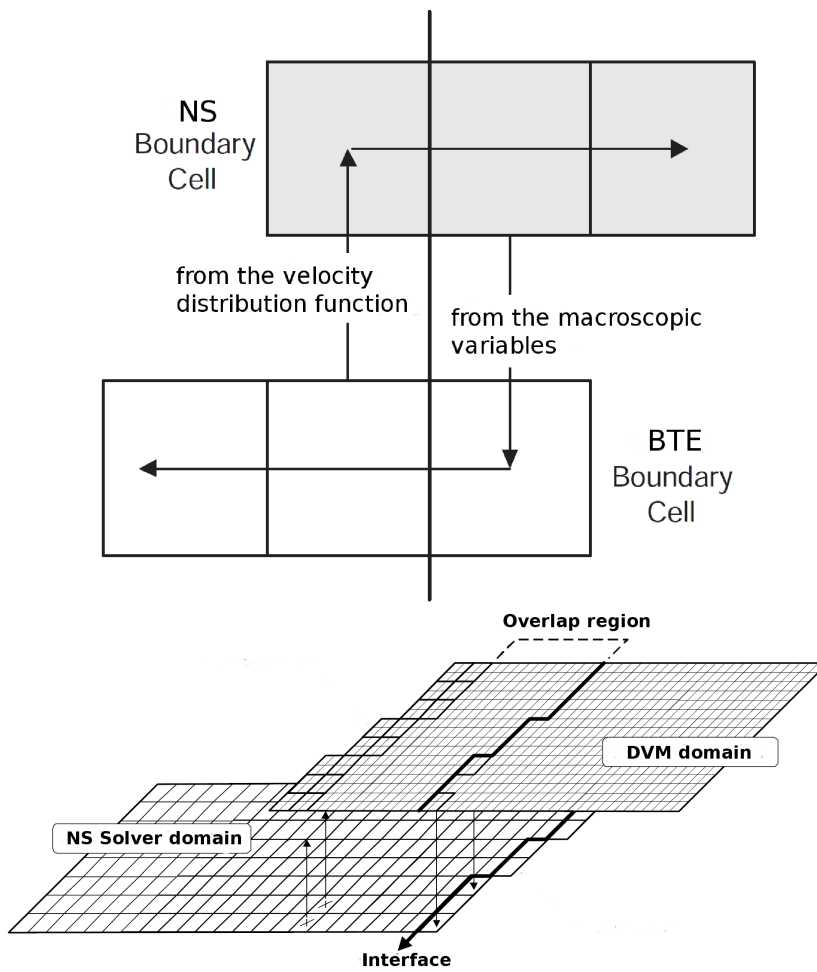 NS
Boundary
Cell
from the velocity
distribution function
from the macroscopic
variables
BTE
Boundary
Cell
Overlap region
DVM domain
NS Solver domain
Interface